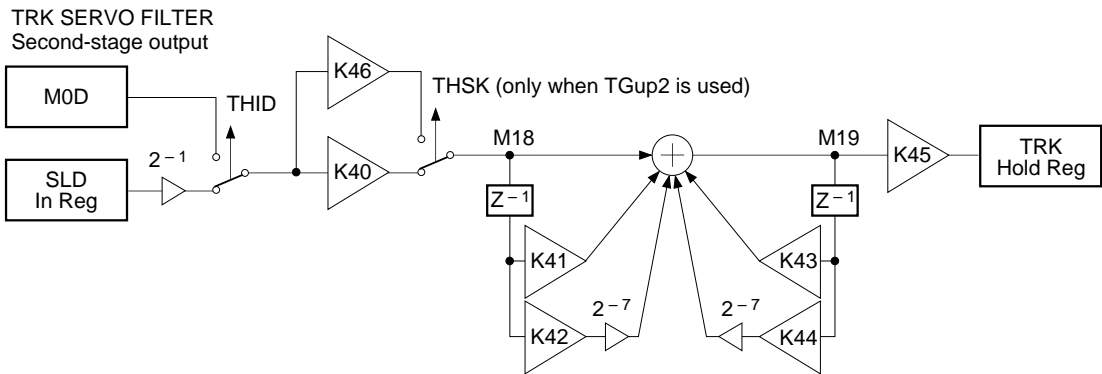 TRK SERVO FILTER
Second-stage output
M0D
THID
K46
THSK (only when TGup2 is used)
SLD
In Reg
2⁻¹
K40
M18
M19
K45
TRK
Hold Reg
Z⁻¹
Z⁻¹
K41
K43
K42
2⁻⁷
2⁻⁷
K44